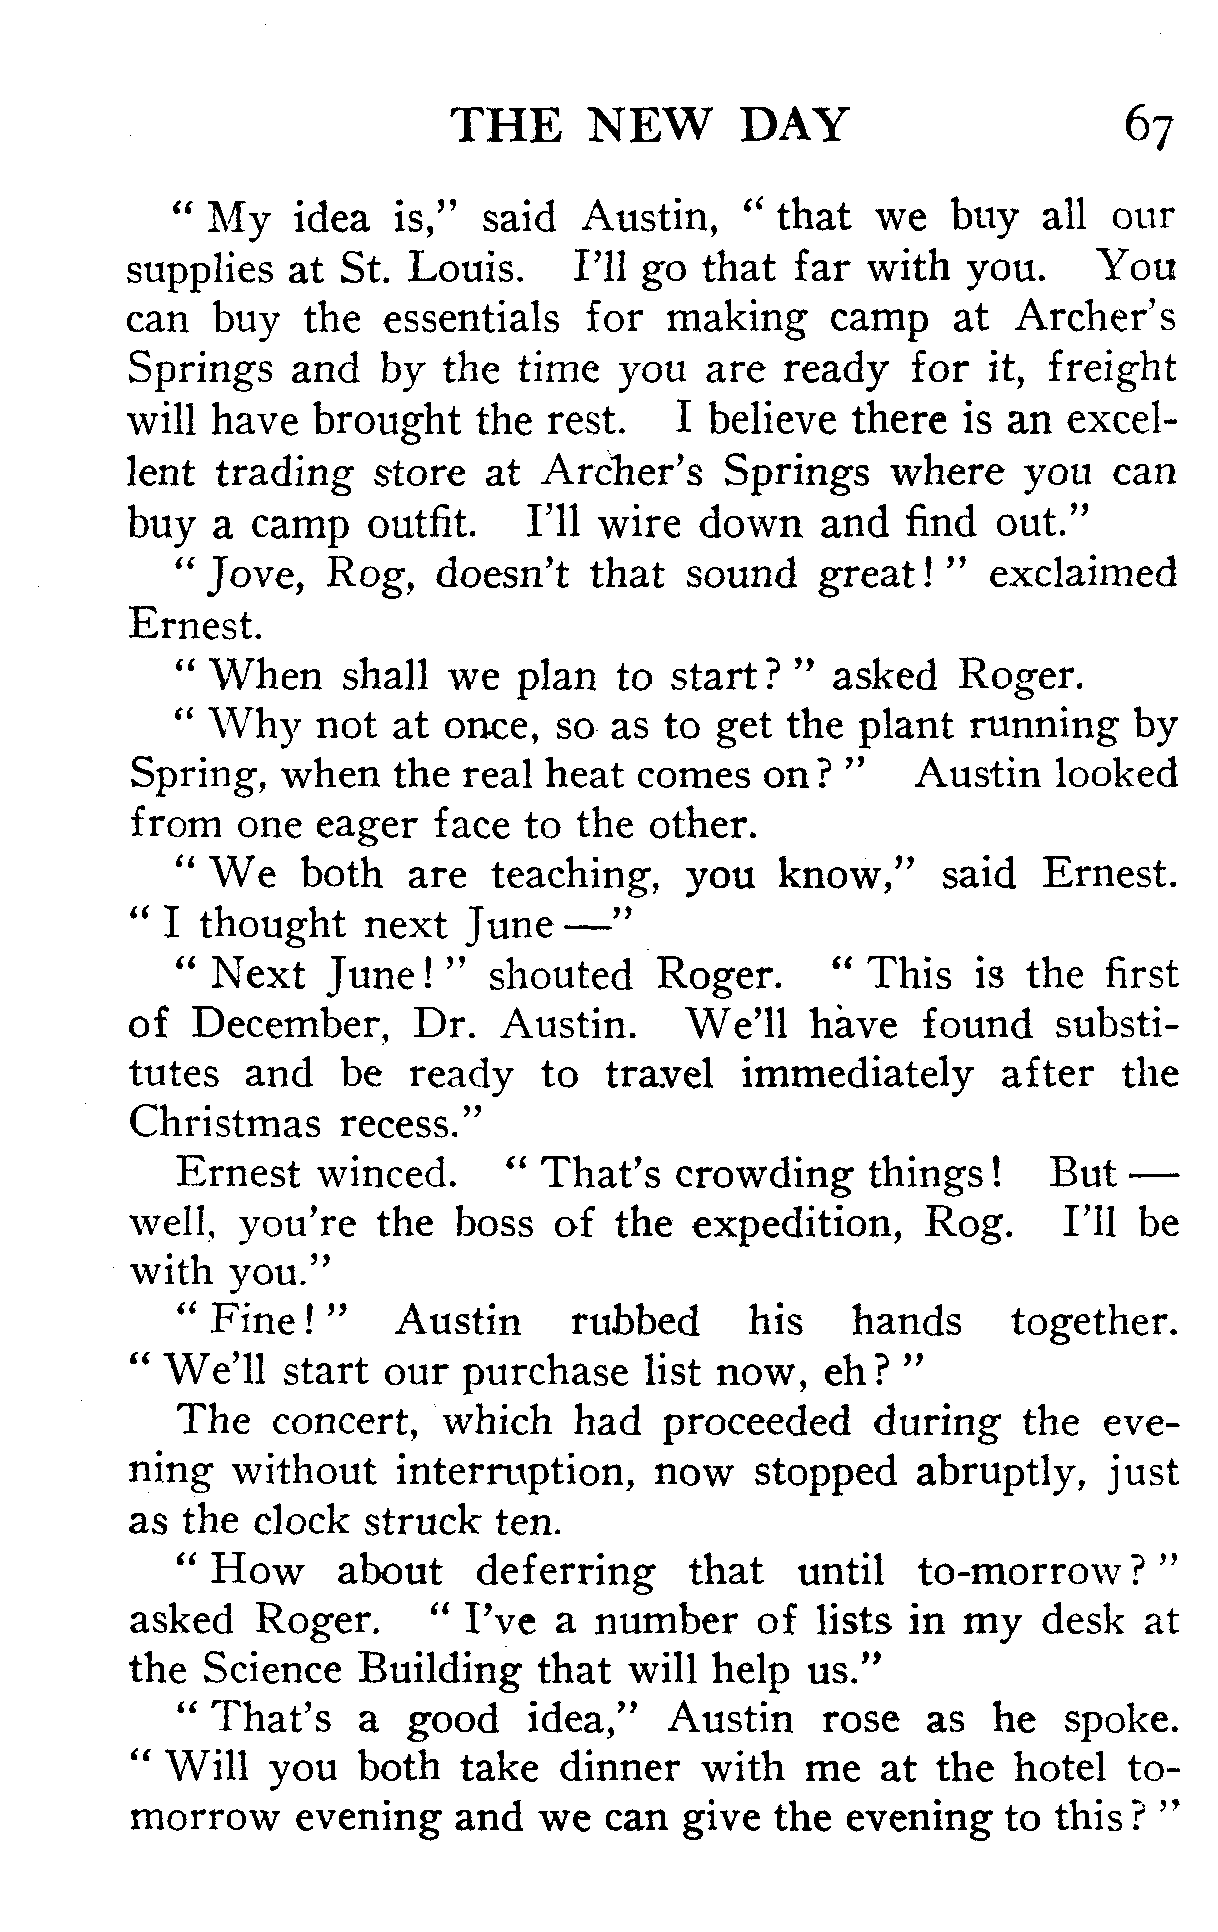 THE NEW DAY 67
" My idea is," said Austin, " that we buy all our
supplies at St. Louis. I'll go that far with you. You
can buy the essentials for making camp at Archer's
Springs and by the time you are ready for it, freight
will have brought the rest. I believe there is an excel-
lent trading store at Archer's Springs where you can
buy a camp outfit. I'll wire down and find out."
" Jove, Rog, doesn't that sound great! " exclaimed
Ernest.
" When shall we plan to start? " asked Roger.
" Why not at once, so as to get the plant running by
Spring, when the real heat comes on? " Austin looked
from one eager face to the other.
" We both are teaching, you know," said Ernest.
" I thought next June —"
" Next June! " shouted Roger. " This is the first
of December, Dr. Austin. We'll have found substi-
tutes and be ready to travel immediately after the
Christmas recess."
Ernest winced. " That's crowding things! But —
well, you're the boss of the expedition, Rog. I'll be
with you."
" Fine! " Austin rubbed his hands together.
" We'll start our purchase list now, eh? "
The concert, which had proceeded during the eve-
ning without interruption, now stopped abruptly, just
as the clock struck ten.
" How about deferring that until to-morrow? "
asked Roger. " I've a number of lists in my desk at
the Science Building that will help us."
" That's a good idea," Austin rose as he spoke.
" Will you both take dinner with me at the hotel to-
morrow evening and we can give the evening to this? "